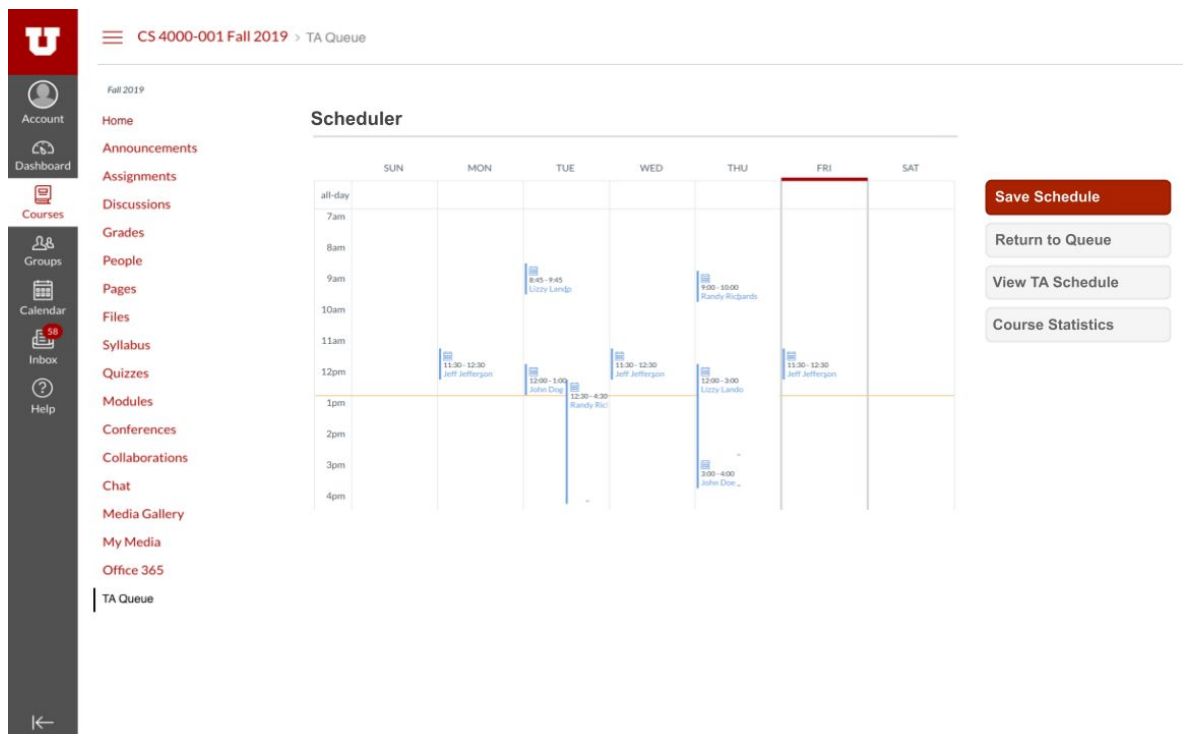 U
CS 4000-001 Fall 2019 > TA Queue
Account
Dashboard
Courses
Groups
Calendar
58
Inbox
Help
Fall 2019
Home
Announcements
Assignments
Discussions
Grades
People
Pages
Files
Syllabus
Quizzes
Modules
Conferences
Collaborations
Chat
Media Gallery
My Media
Office 365
TA Queue
Scheduler
SUN MON TUE WED THU FRI SAT
all-day
7am
8am
9am
10am
11am
12pm
1pm
2pm
3pm
4pm
11:30 - 12:30
Jeff Jefferson
8:45 - 9:45
Lizzy Lando
12:00 - 1:00
John Doe
12:30 - 4:30
Randy Ric
11:30 - 12:30
Jeff Jefferson
9:00 - 10:00
Randy Richards
12:00 - 3:00
Lizzy Lando
3:00 - 4:00
John Doe
11:30 - 12:30
Jeff Jefferson
Save Schedule
Return to Queue
View TA Schedule
Course Statistics